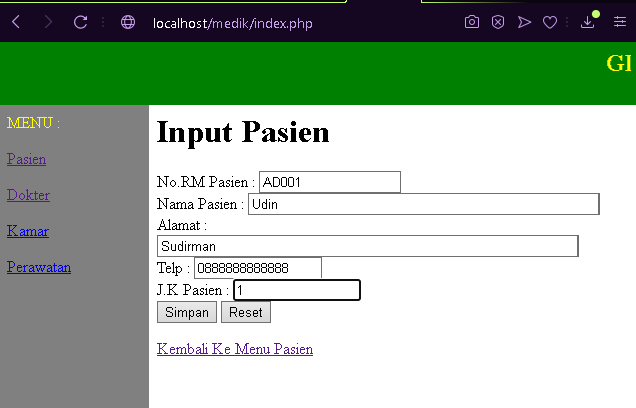 localhost/medik/index.php
GI
MENU :
Pasien
Dokter
Kamar
Perawatan
Input Pasien
No.RM Pasien : AD001
Nama Pasien : Udin
Alamat :
Sudirman
Telp : 0888888888888
J.K Pasien : 1
Simpan Reset
Kembali Ke Menu Pasien